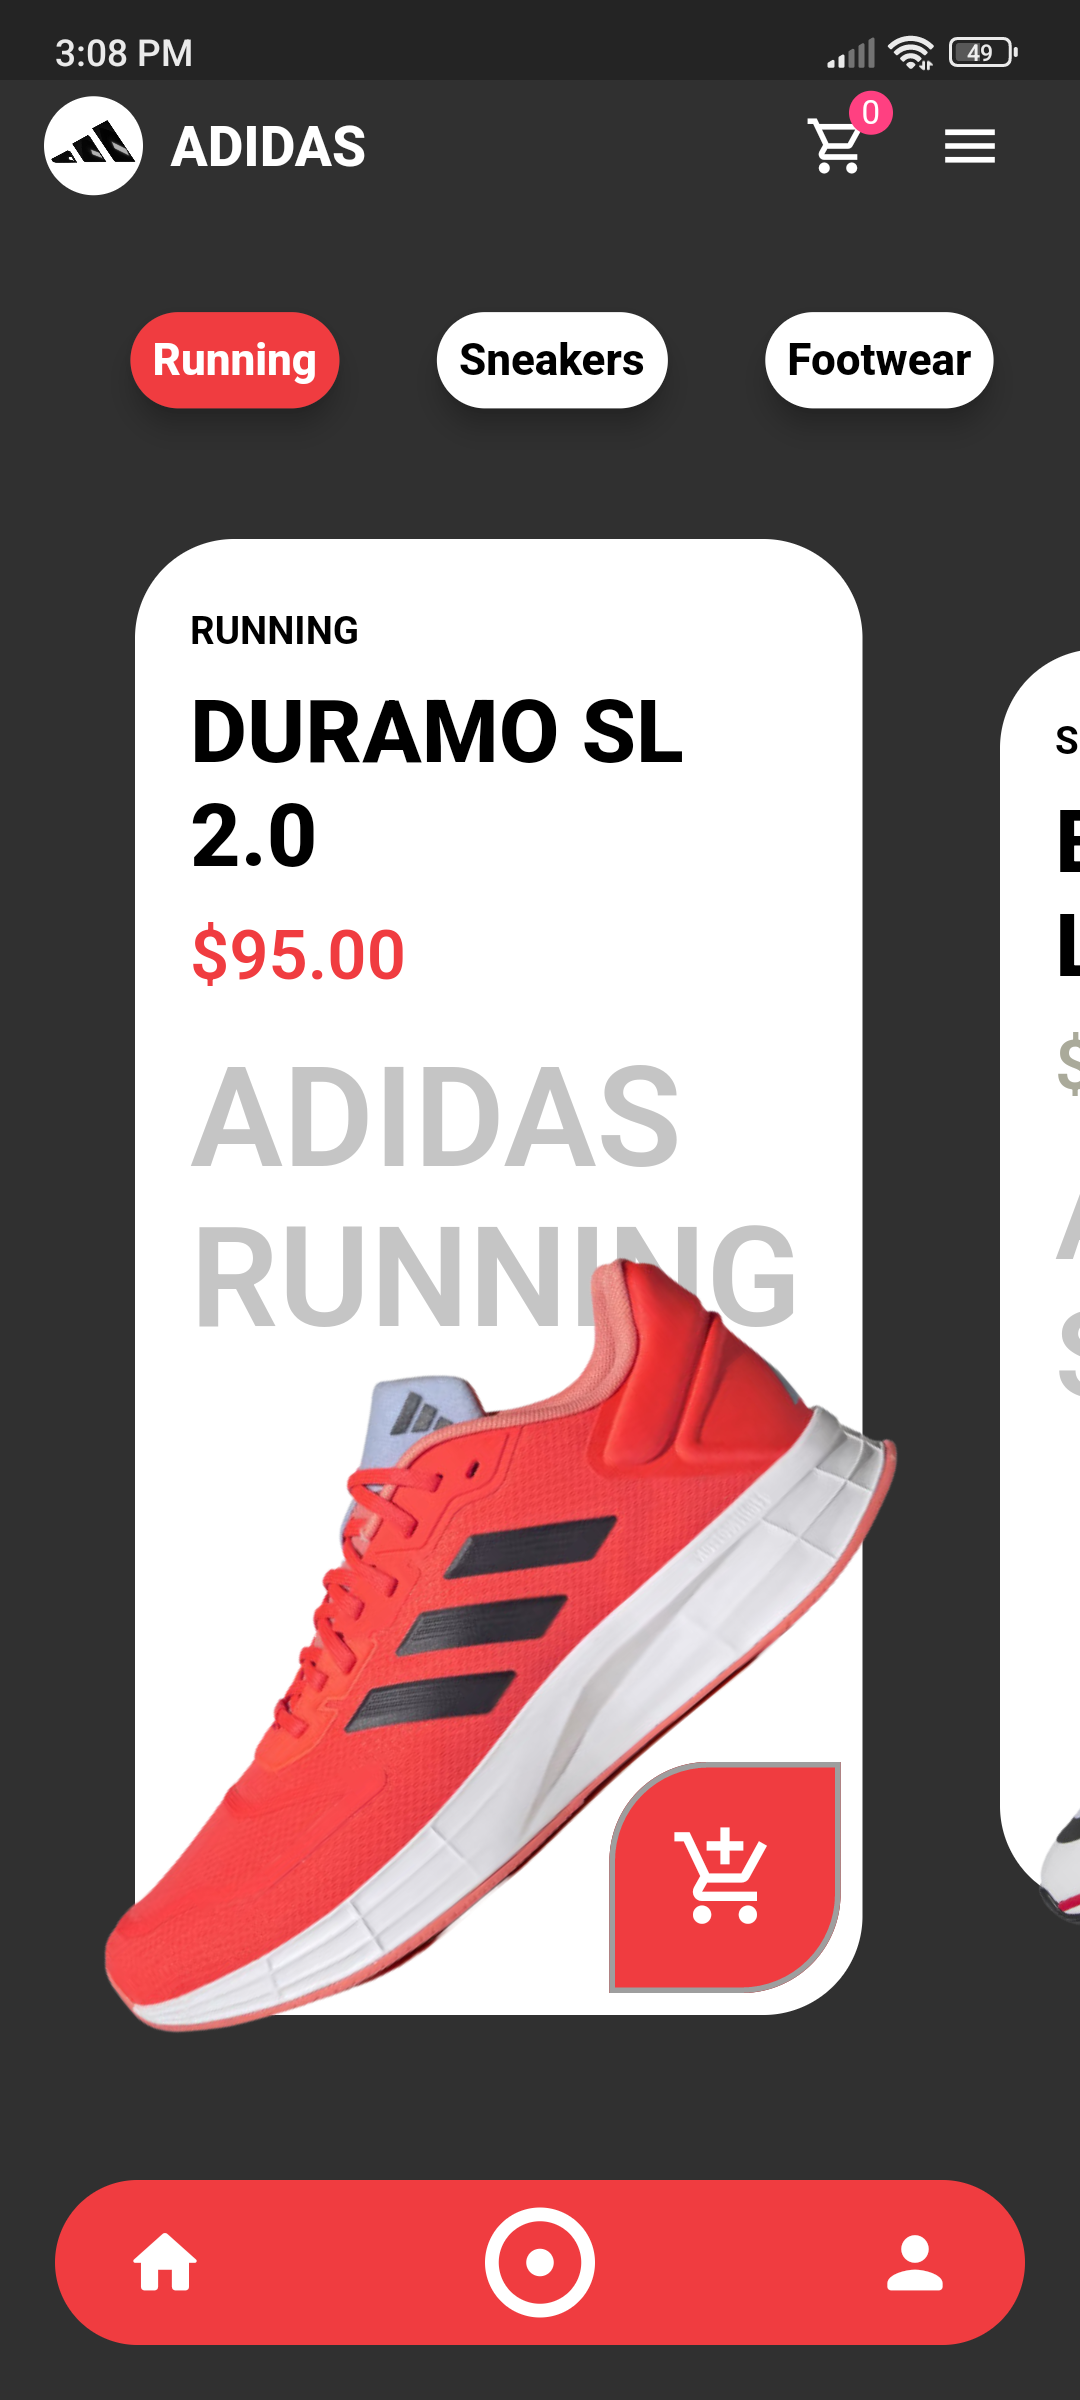 3:08 PM
49
ADIDAS
0
Running
Sneakers
Footwear
RUNNING
DURAMO SL
2.0
$95.00
ADIDAS
RUNNING
S
$